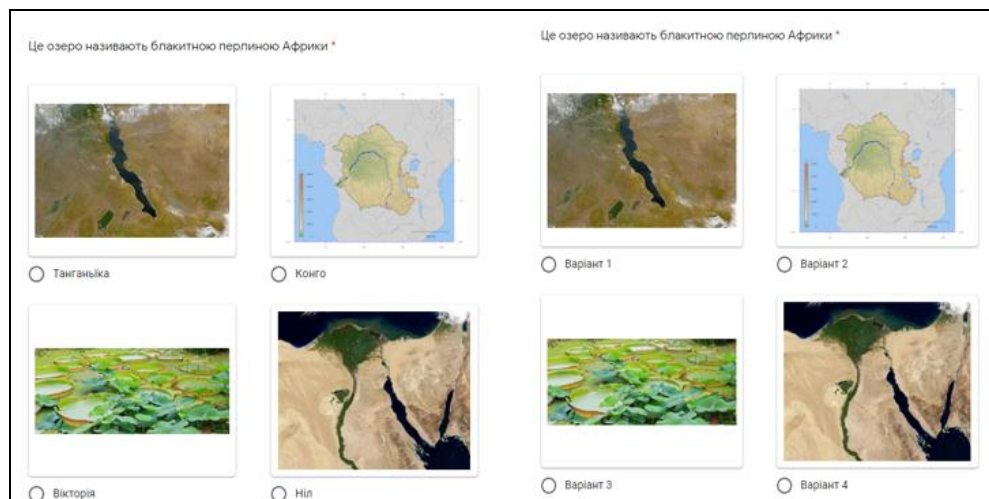 Це озеро називають блакитною перлиною Африки *
Танганьїка
Конго
Вікторія
Ніл
Це озеро називають блакитною перлиною Африки *
Варіант 1
Варіант 2
Варіант 3
Варіант 4